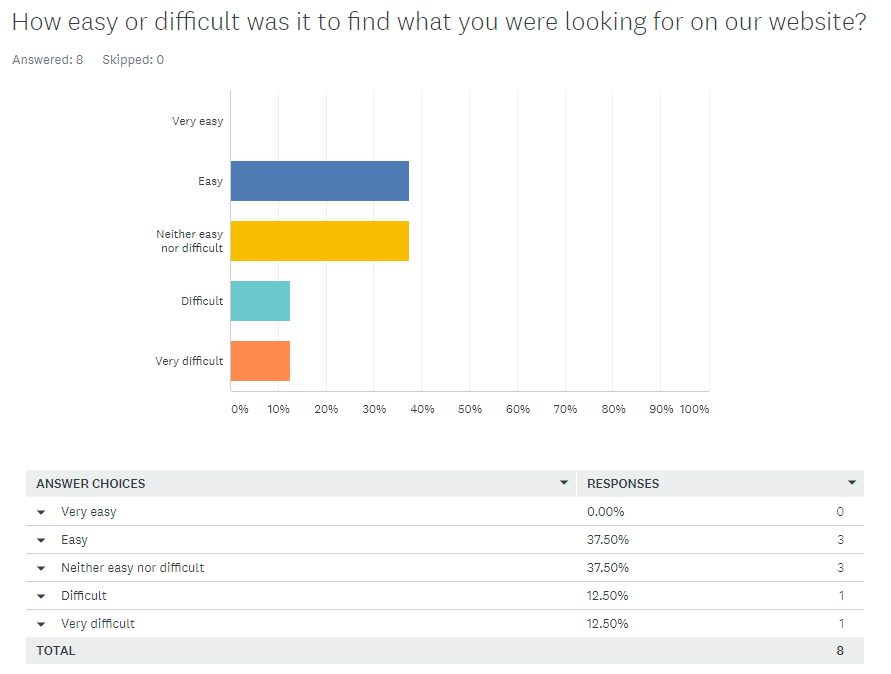 How easy or difficult was it to find what you were looking for on our website?
Answered: 8 Skipped: 0
Very easy
Easy
Neither easy
nor difficult
Difficult
Very difficult
0% 10% 20% 30% 40% 50% 60% 70% 80% 90% 100%
ANSWER CHOICES RESPONSES
Very easy 0.00% 0
Easy 37.50% 3
Neither easy nor difficult 37.50% 3
Difficult 12.50% 1
Very difficult 12.50% 1
TOTAL 8